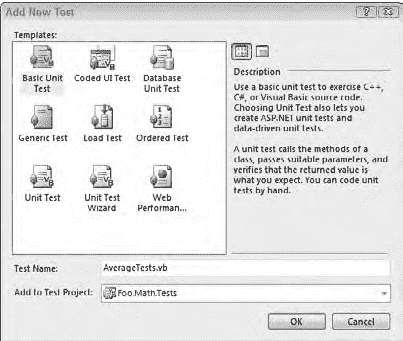 Add New Test
Templates:
Basic Unit Test
Coded UI Test
Database Unit Test
Generic Test
Load Test
Ordered Test
Unit Test
Unit Test Wizard
Web Performan...
Description
Use a basic unit test to exercise C++,
C#, or Visual Basic source code.
Choosing Unit Test also lets you
create ASP.NET unit tests and
data-driven unit tests.
A unit test calls the methods of a
class, passes suitable parameters, and
verifies that the returned value is
what you expect. You can code unit
tests by hand.
Test Name:
AverageTests.vb
Add to Test Project:
Foo.Math.Tests
OK
Cancel